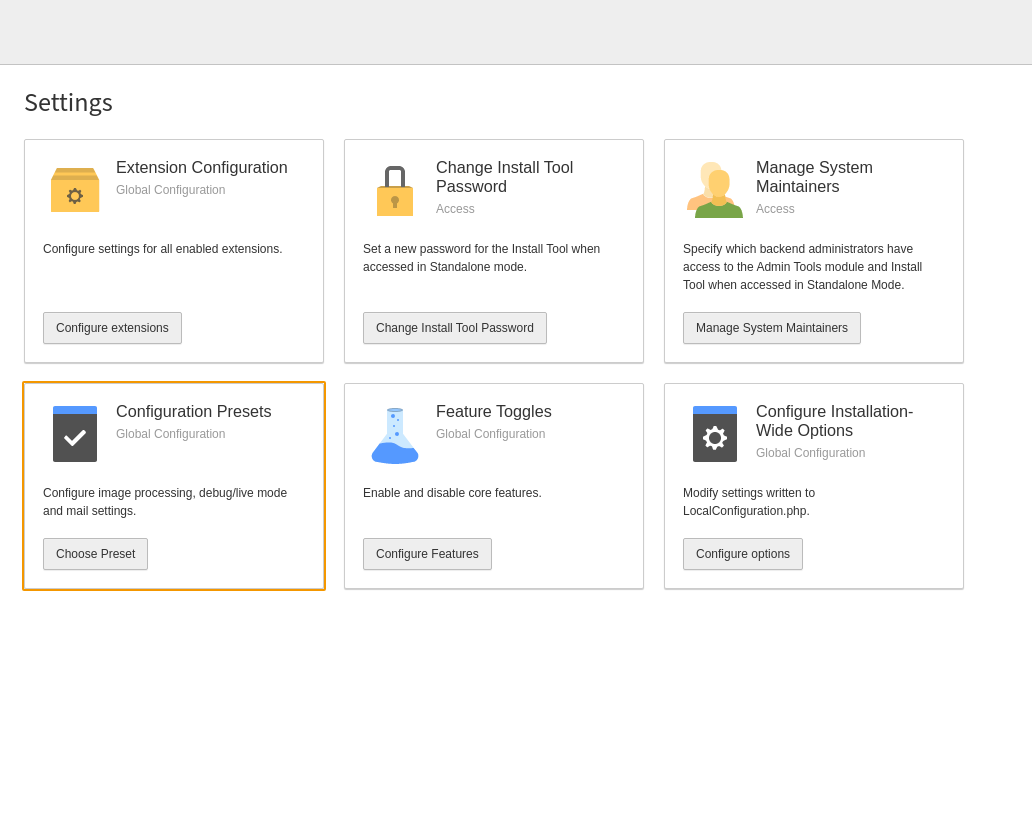 Settings
Extension Configuration
Global Configuration
Configure settings for all enabled extensions.
Configure extensions
Change Install Tool
Password
Access
Set a new password for the Install Tool when
accessed in Standalone mode.
Change Install Tool Password
Manage System
Maintainers
Access
Specify which backend administrators have
access to the Admin Tools module and Install
Tool when accessed in Standalone Mode.
Manage System Maintainers
Configuration Presets
Global Configuration
Configure image processing, debug/live mode
and mail settings.
Choose Preset
Feature Toggles
Global Configuration
Enable and disable core features.
Configure Features
Configure Installation-
Wide Options
Global Configuration
Modify settings written to
LocalConfiguration.php.
Configure options